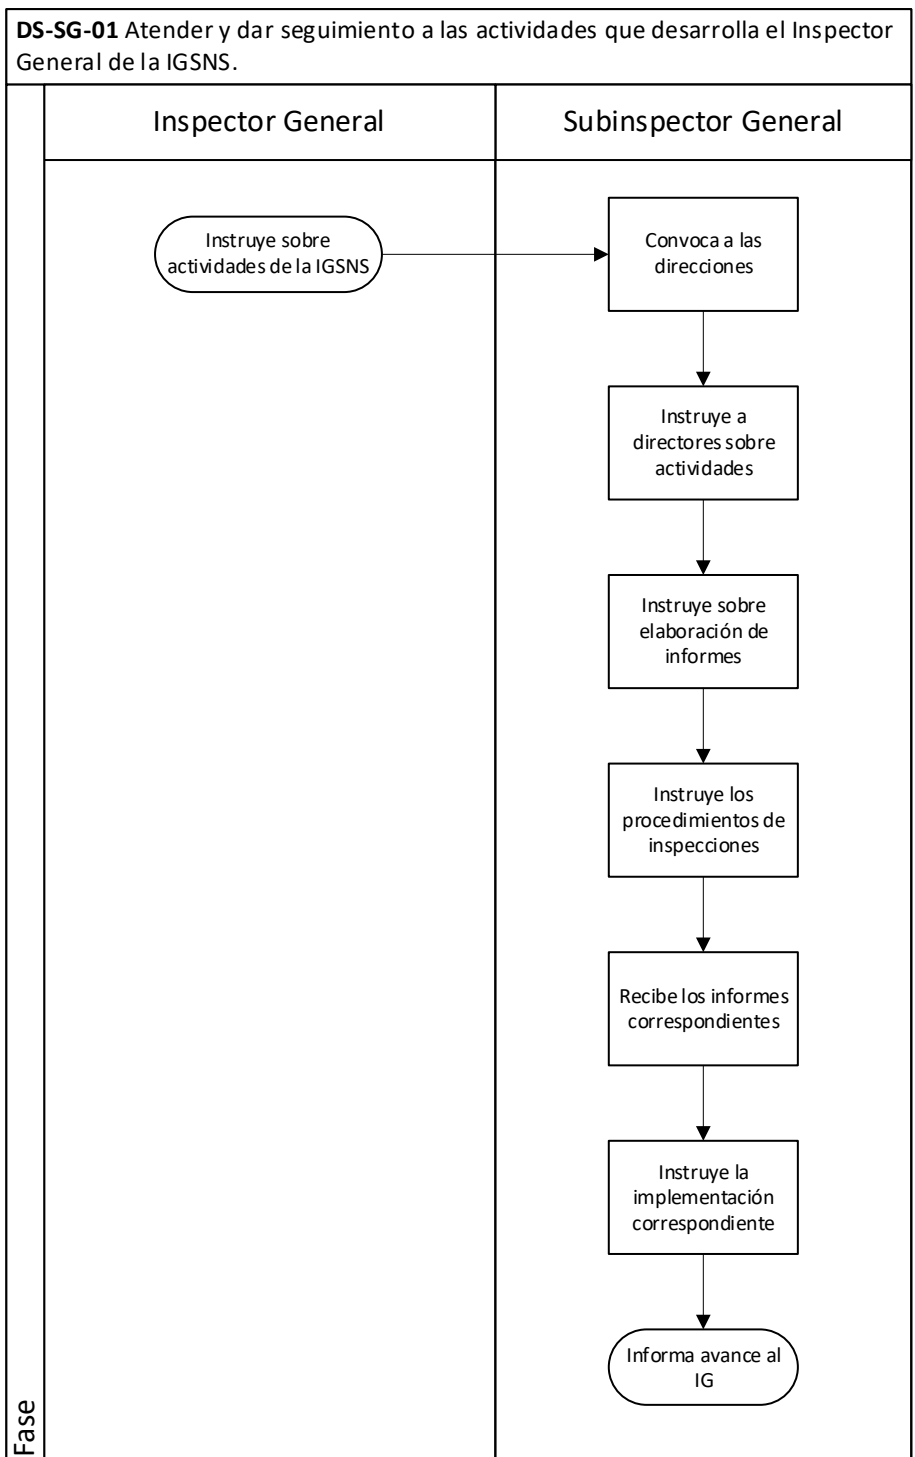 DS-SG-01 Atender y dar seguimiento a las actividades que desarrolla el Inspector
General de la IGSNS.
Inspector General
Subinspector General
Instruye sobre
actividades de la IGSNS
Convoca a las
direcciones
Instruye a
directores sobre
actividades
Instruye sobre
elaboración de
informes
Instruye los
procedimientos de
inspecciones
Recibe los informes
correspondientes
Instruye la
implementación
correspondiente
Informa avance al
IG
Fase